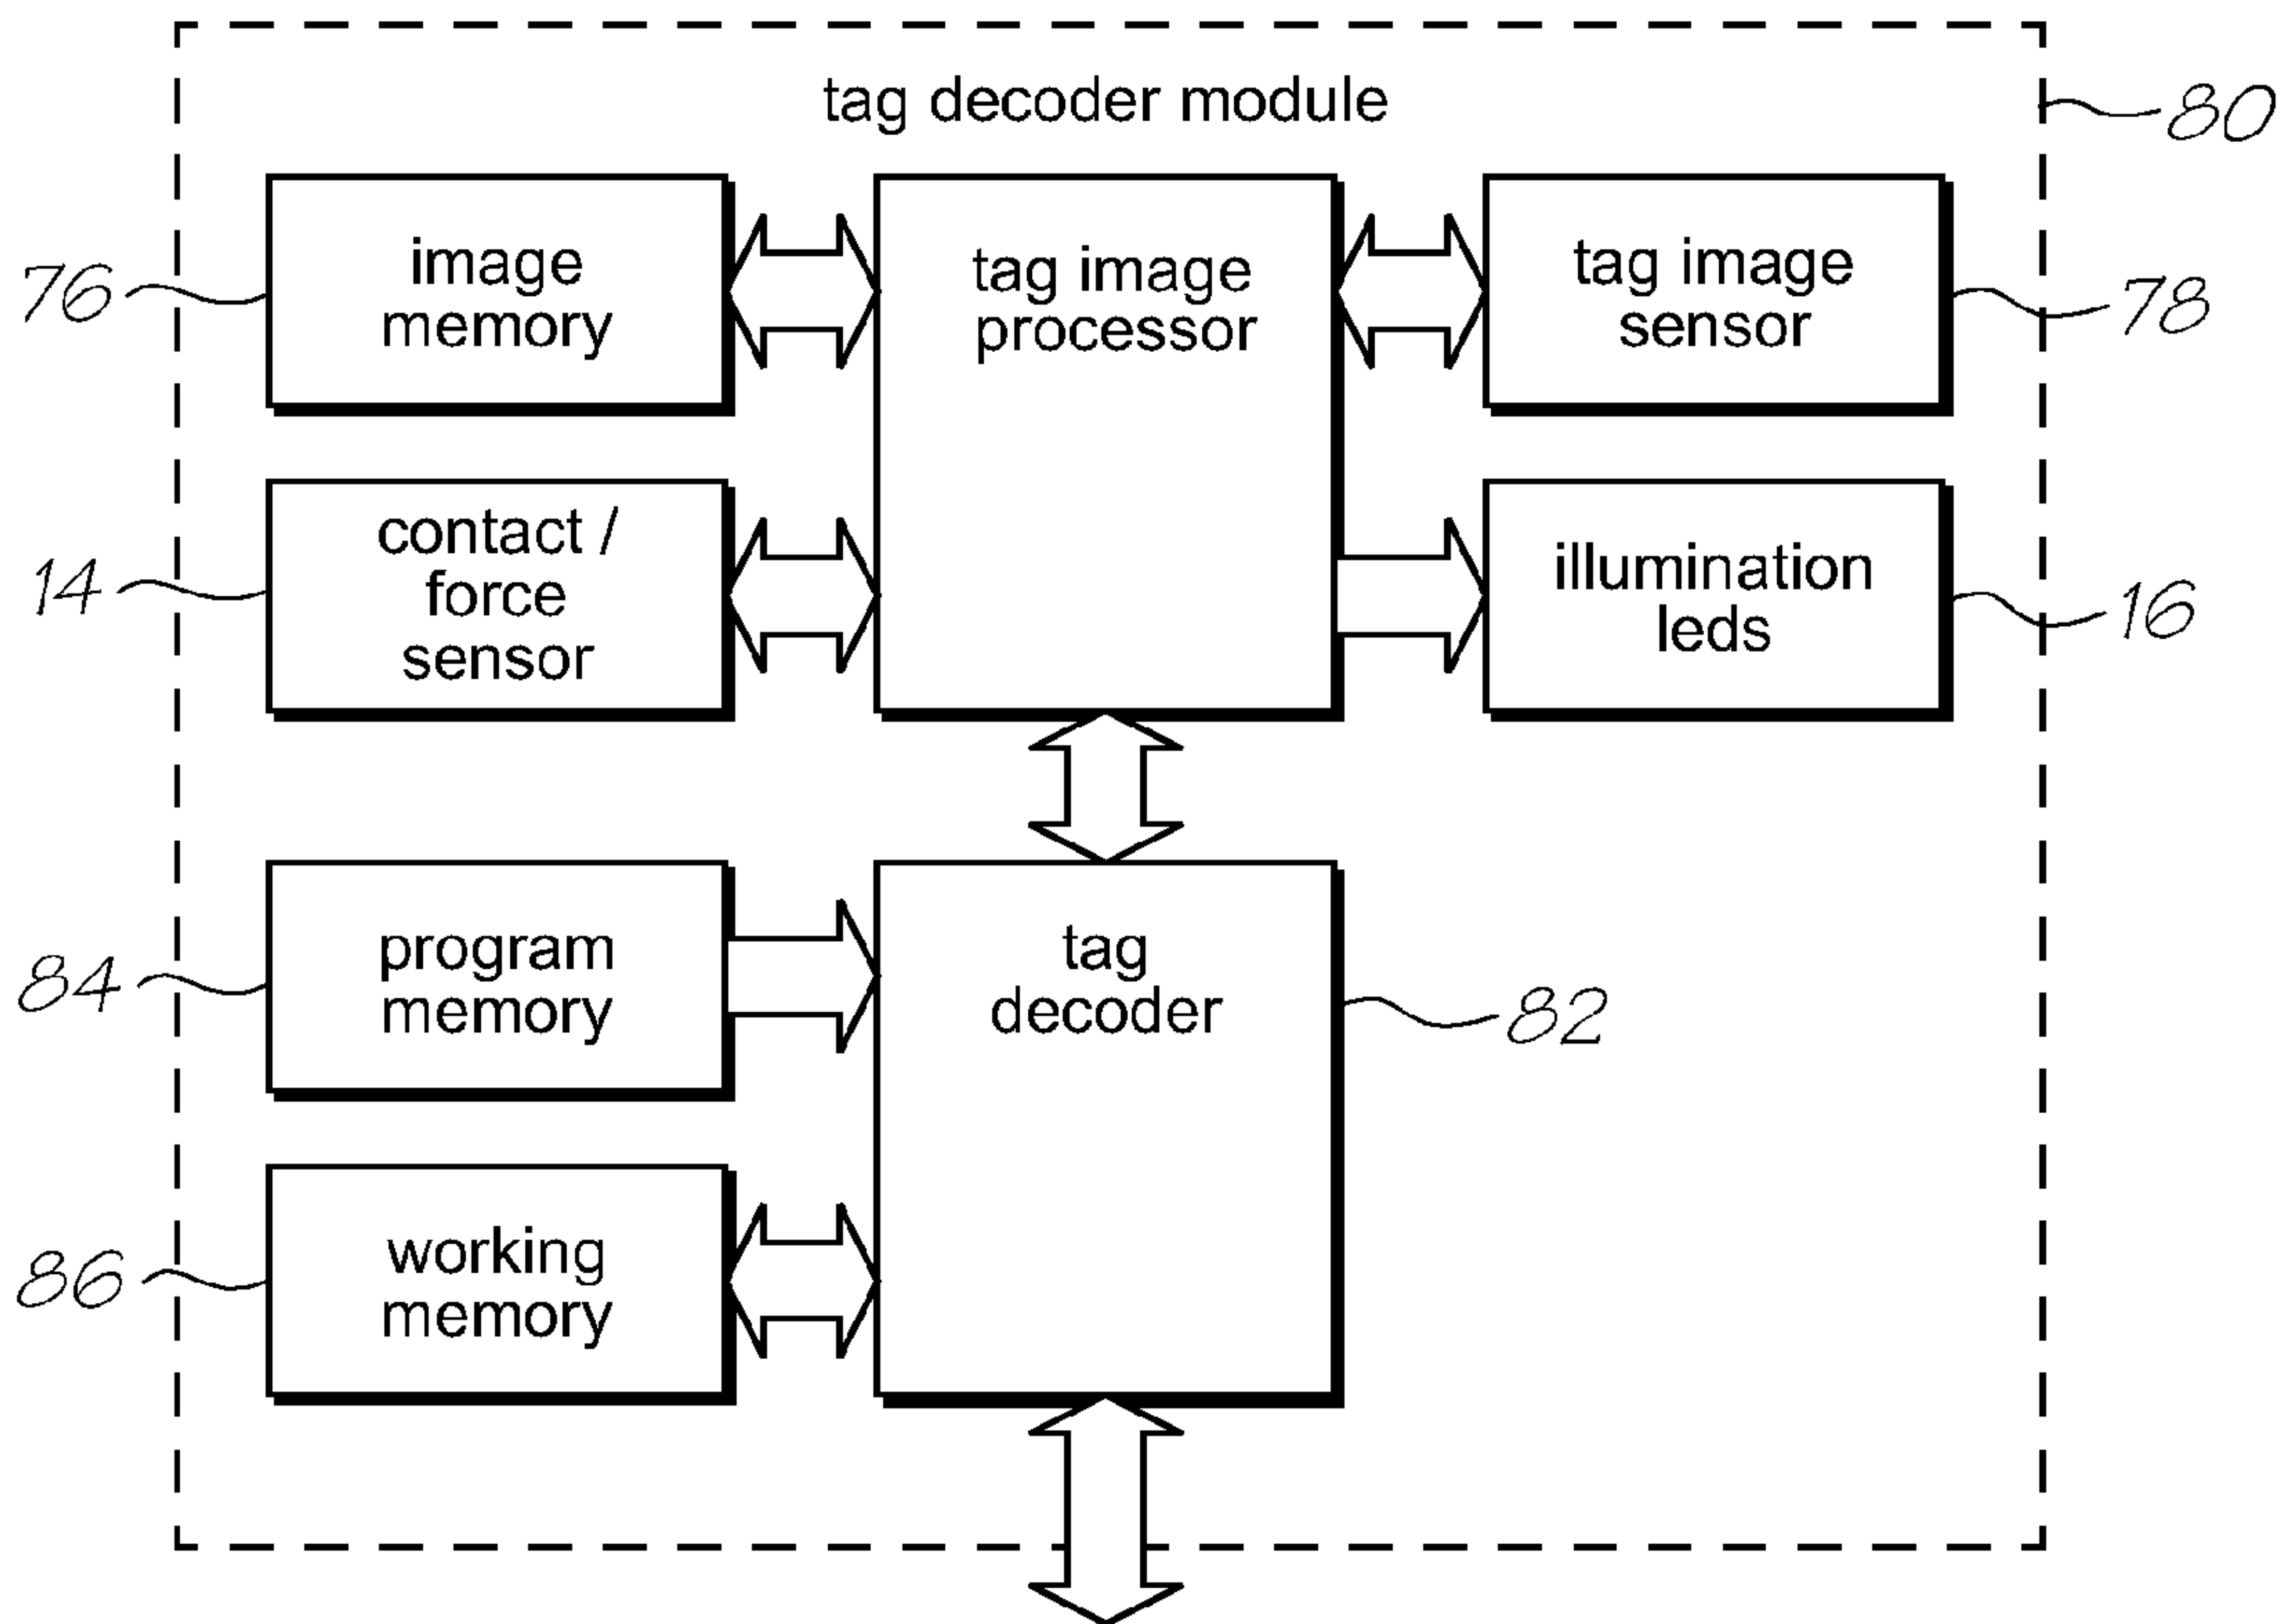 tag decoder module
80
image
memory
76
tag image
processor
tag image
sensor
78
contact /
force
sensor
14
illumination
leds
16
program
memory
84
tag
decoder
82
working
memory
86